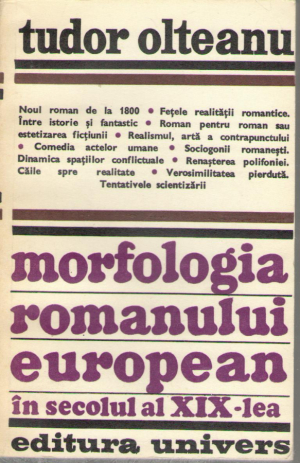 tudor olteanu
Noul roman de la 1800 • Fețele realității romantice.
Între istorie și fantastic • Roman pentru roman sau
estetizarea ficțiunii • Realismul, artă a contrapunctului
• Comedia actelor umane • Sociogonii romanești.
Dinamica spațiilor conflictuale • Renașterea polifoniei.
Căile spre realitate • Verosimilitatea pierdută.
Tentativele scientizării
morfologia
romanului
european
în secolul al XIX-lea
editura univers